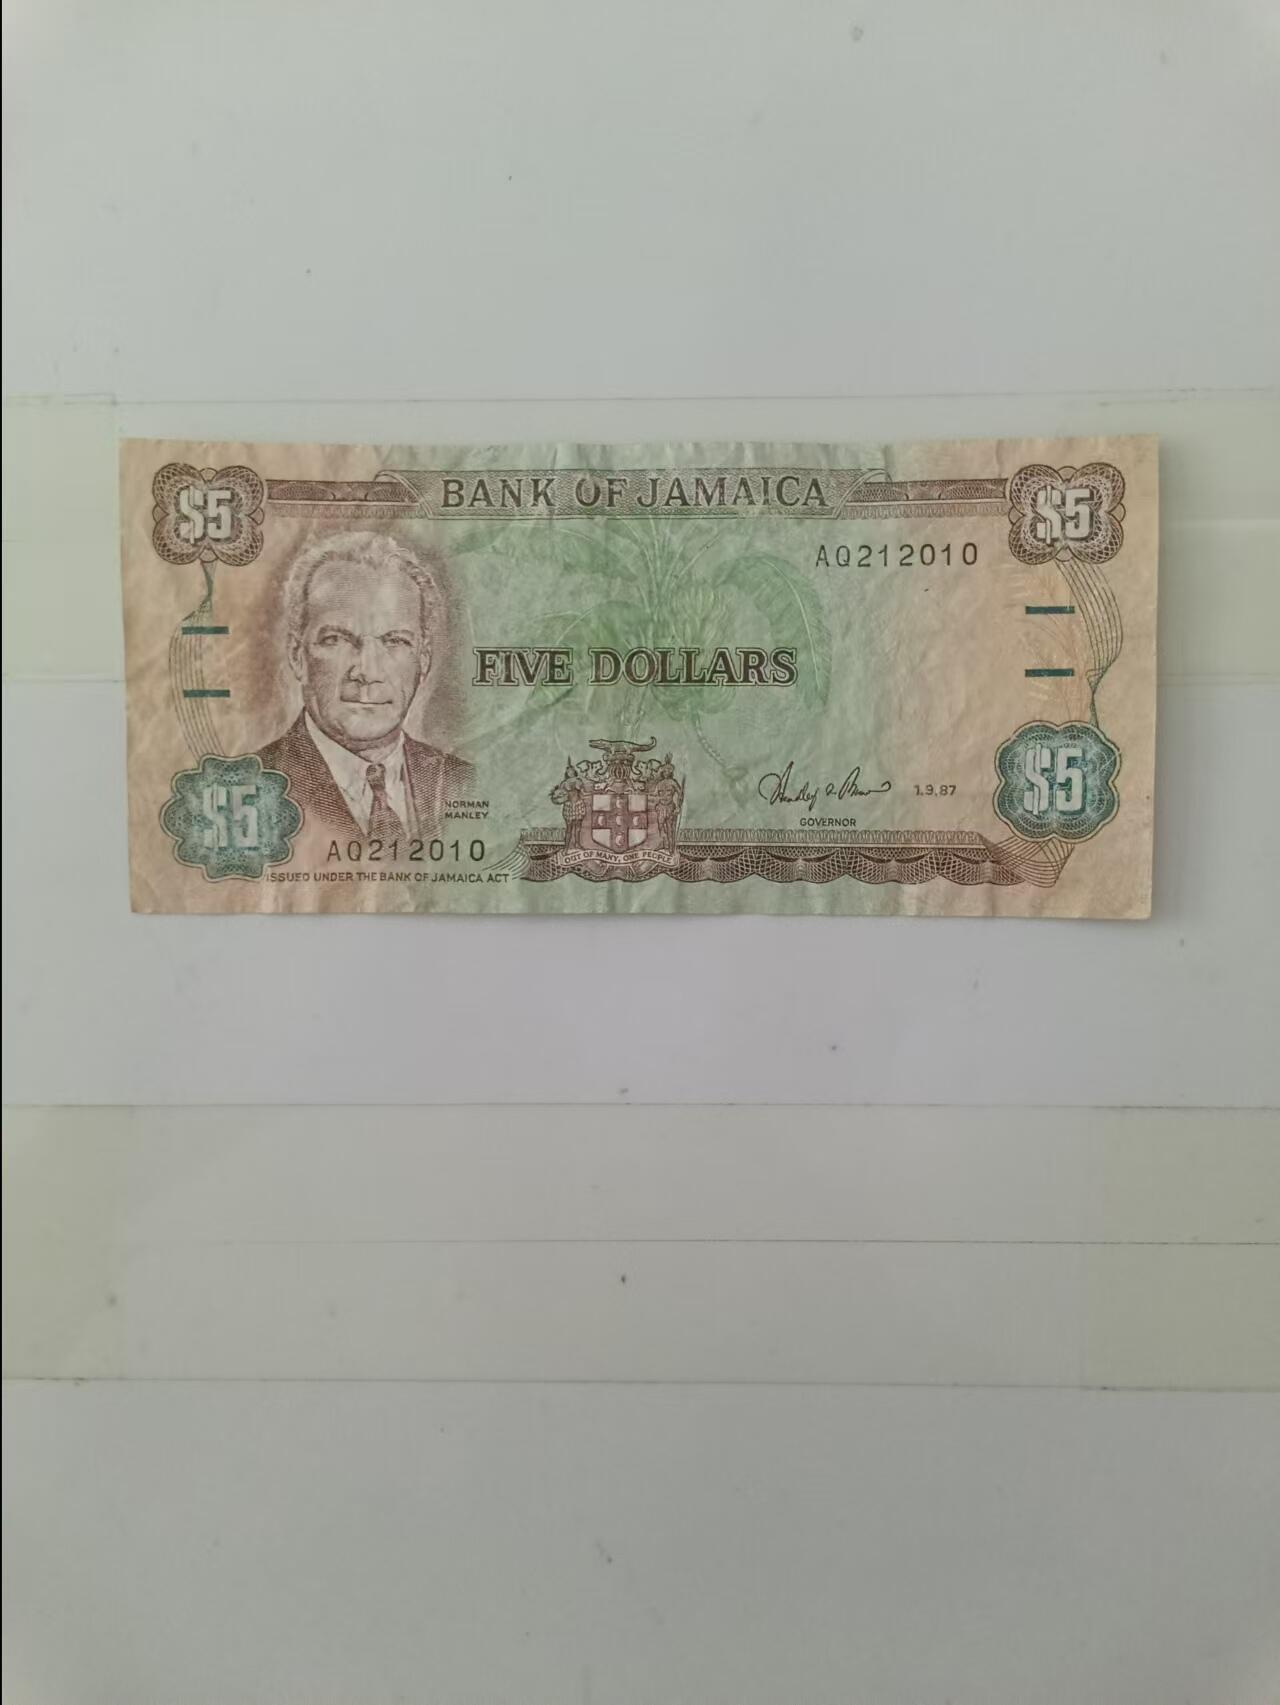 $5
BANK OF JAMAICA
$5
AQ212010
FIVE DOLLARS
NORMAN
MANLEY
1.9.87
GOVERNOR
$5
$5
AQ212010
OUT OF MANY, ONE PEOPLE
ISSUED UNDER THE BANK OF JAMAICA ACT